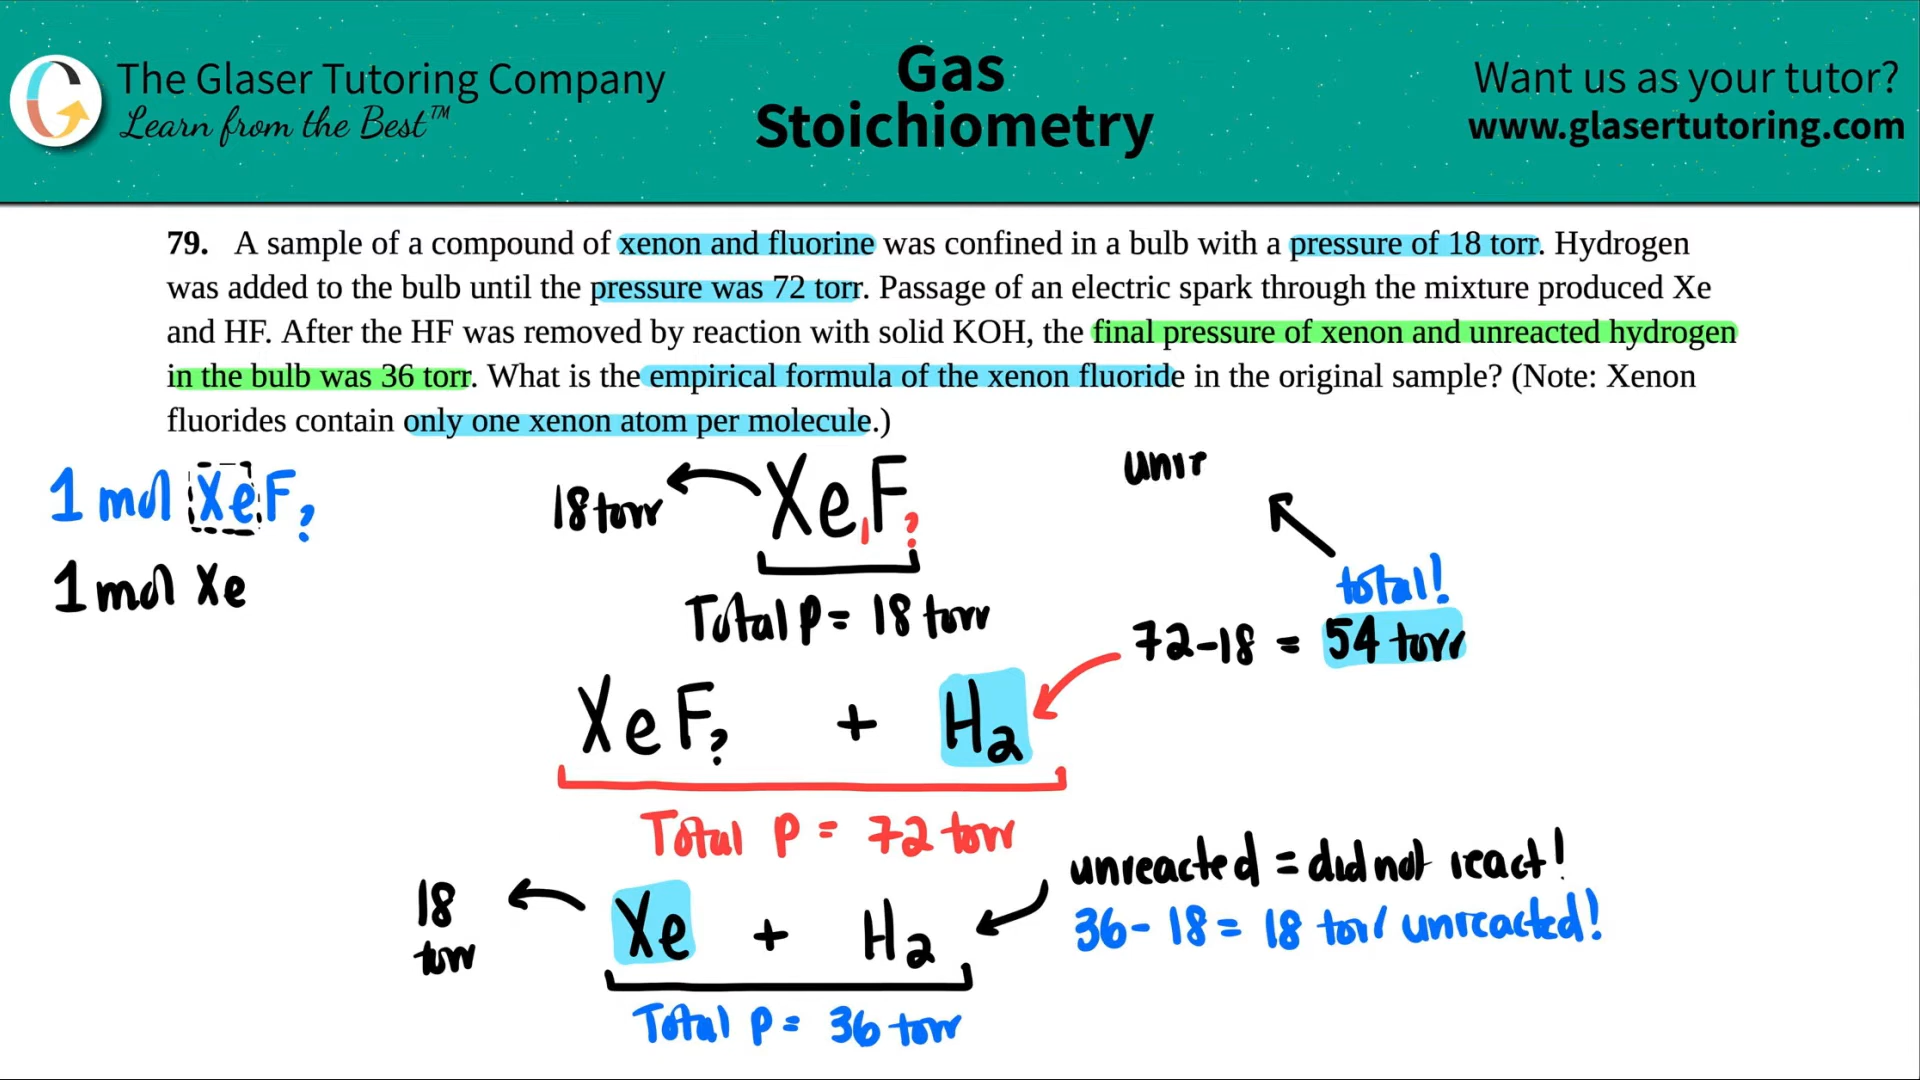 The Glaser Tutoring Company
Learn from the Best™
Gas
Stoichiometry
Want us as your tutor?
www.glasertutoring.com
79. A sample of a compound of xenon and fluorine was confined in a bulb with a pressure of 18 torr. Hydrogen
was added to the bulb until the pressure was 72 torr. Passage of an electric spark through the mixture produced Xe
and HF. After the HF was removed by reaction with solid KOH, the final pressure of xenon and unreacted hydrogen
in the bulb was 36 torr. What is the empirical formula of the xenon fluoride in the original sample? (Note: Xenon
fluorides contain only one xenon atom per molecule.)
1 mol XeF?
1 mol Xe
18 torr
Xe1F?
Total P = 18 torr
total!
72-18 = 54 torr
XeF? + H2
Total P = 72 torr
unreacted = did not react!
36 - 18 = 18 torr unreacted!
18
torr
Xe + H2
Total P = 36 torr